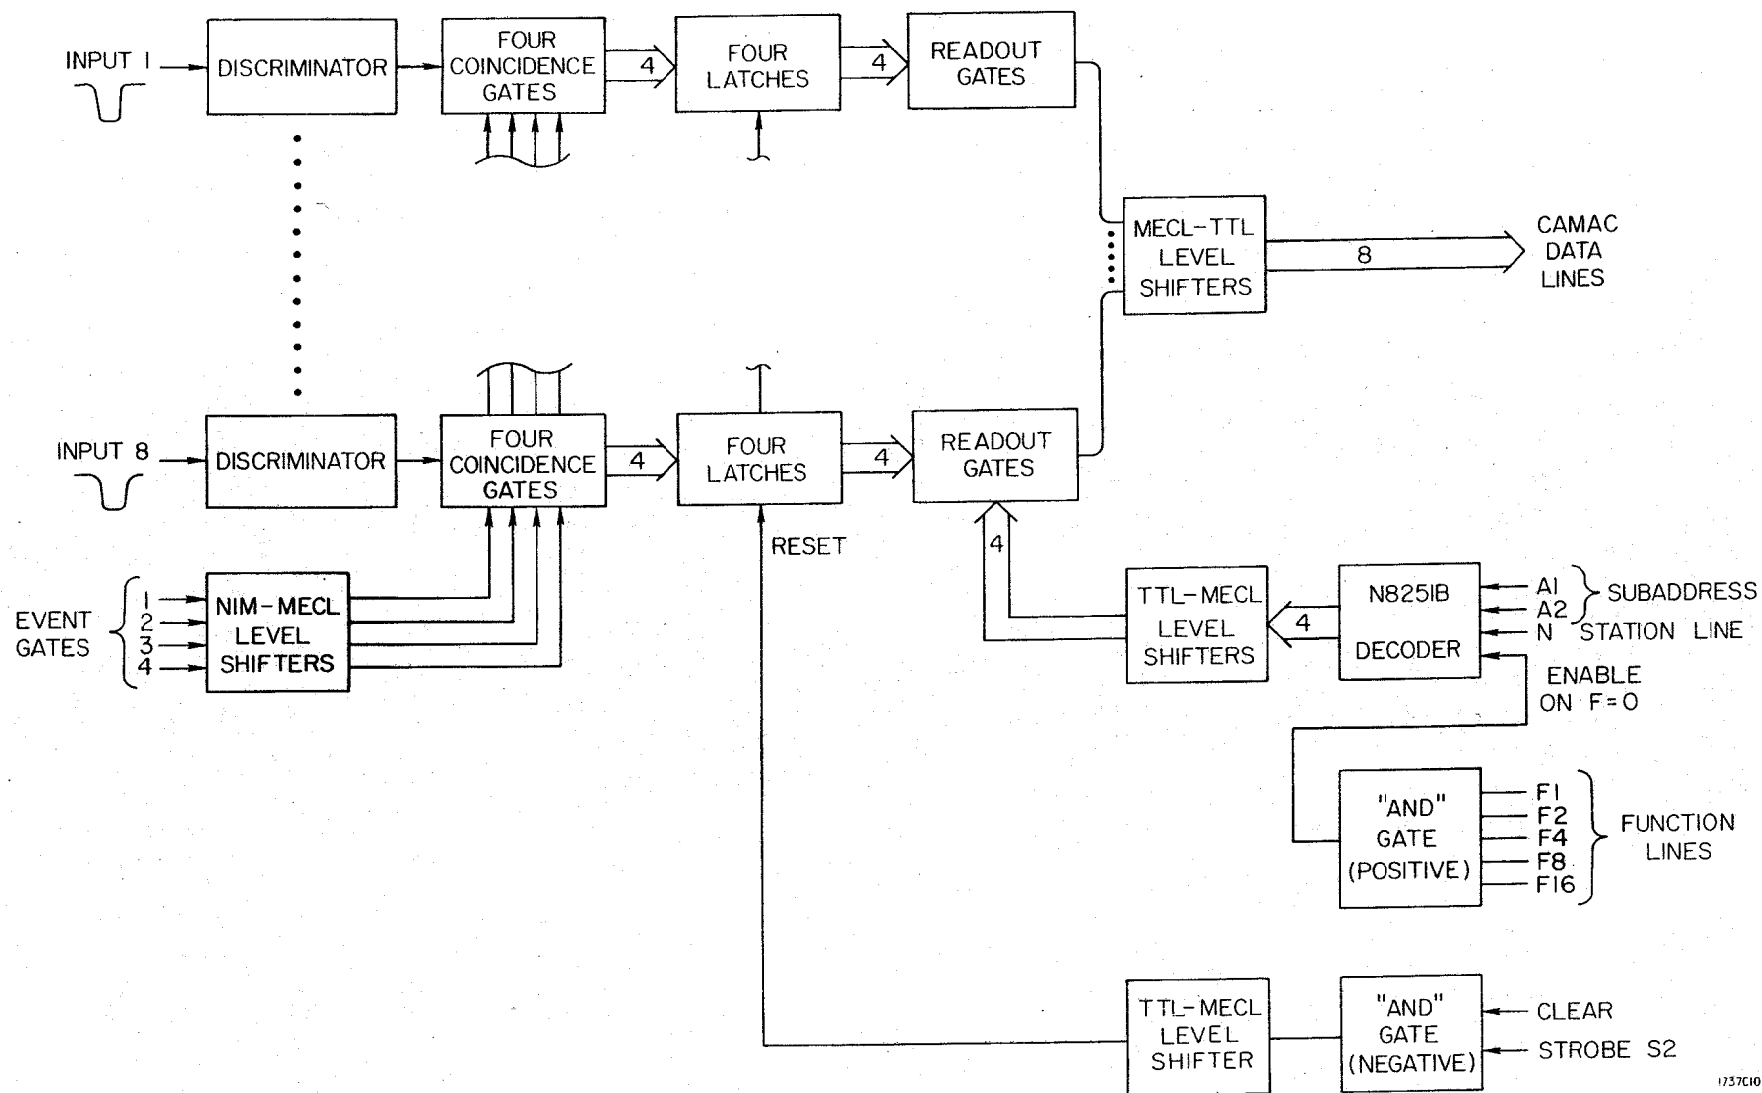 INPUT 1
DISCRIMINATOR
FOUR
COINCIDENCE
GATES
4
FOUR
LATCHES
4
READOUT
GATES
MECL-TTL
LEVEL
SHIFTERS
8
CAMAC
DATA
LINES
INPUT 8
DISCRIMINATOR
FOUR
COINCIDENCE
GATES
4
FOUR
LATCHES
4
READOUT
GATES
RESET
4
EVENT
GATES
1
2
3
4
NIM-MECL
LEVEL
SHIFTERS
TTL-MECL
LEVEL
SHIFTERS
4
N8251B
DECODER
A1
A2
SUBADDRESS
N STATION LINE
ENABLE
ON F=0
"AND"
GATE
(POSITIVE)
F1
F2
F4
F8
F16
FUNCTION
LINES
TTL-MECL
LEVEL
SHIFTER
"AND"
GATE
(NEGATIVE)
CLEAR
STROBE S2
1737C10